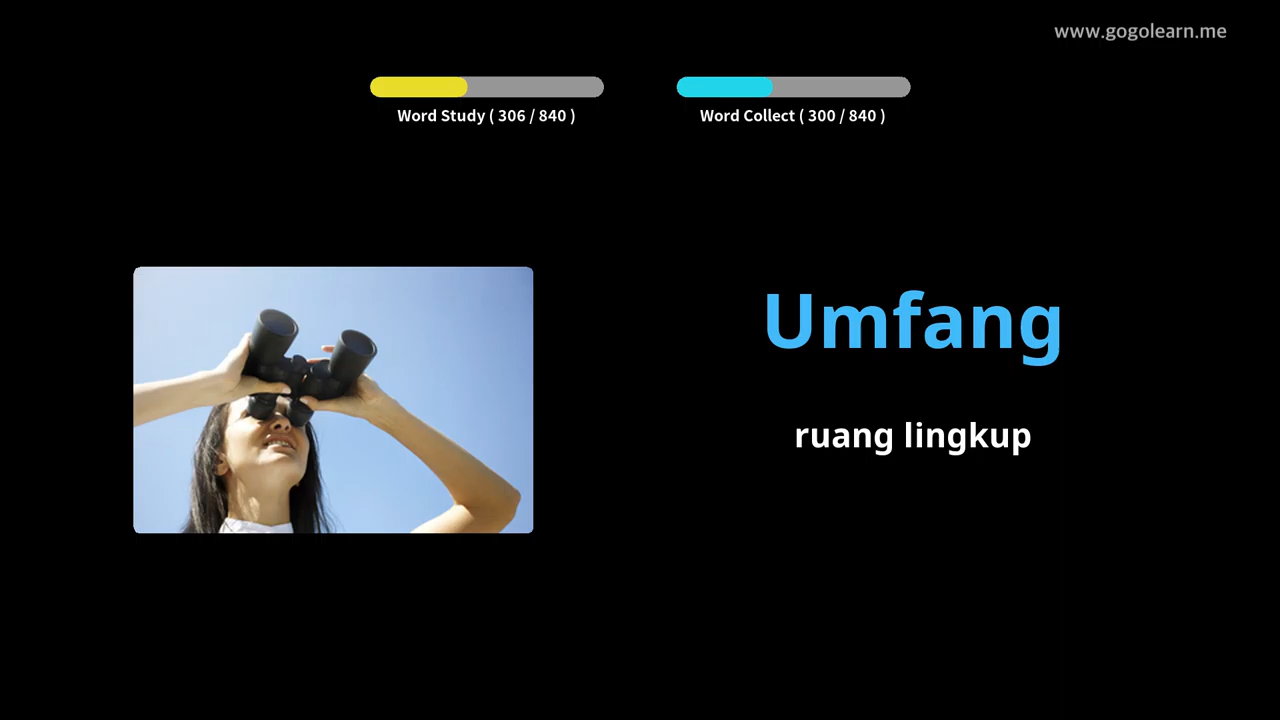 www.gogolearn.me
Word Study ( 306 / 840 )
Word Collect ( 300 / 840 )
Umfang
ruang lingkup